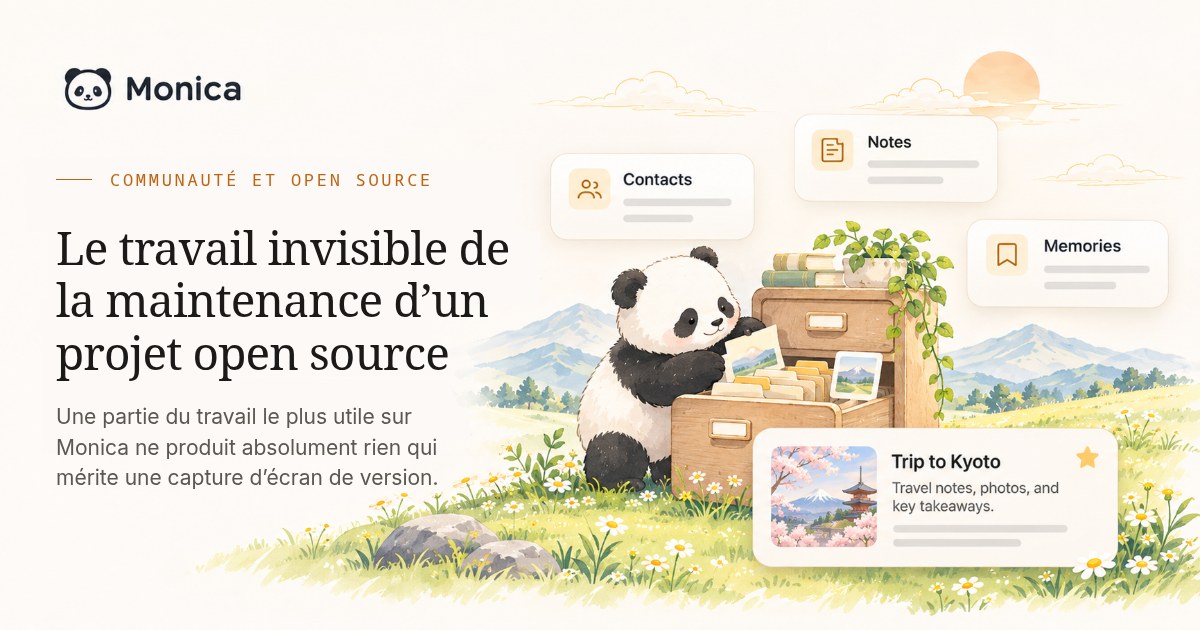 Monica
COMMUNAUTÉ ET OPEN SOURCE
Le travail invisible de
la maintenance d’un
projet open source
Une partie du travail le plus utile sur
Monica ne produit absolument rien qui
mérite une capture d’écran de version.
Contacts
Notes
Memories
Trip to Kyoto
Travel notes, photos, and
key takeaways.